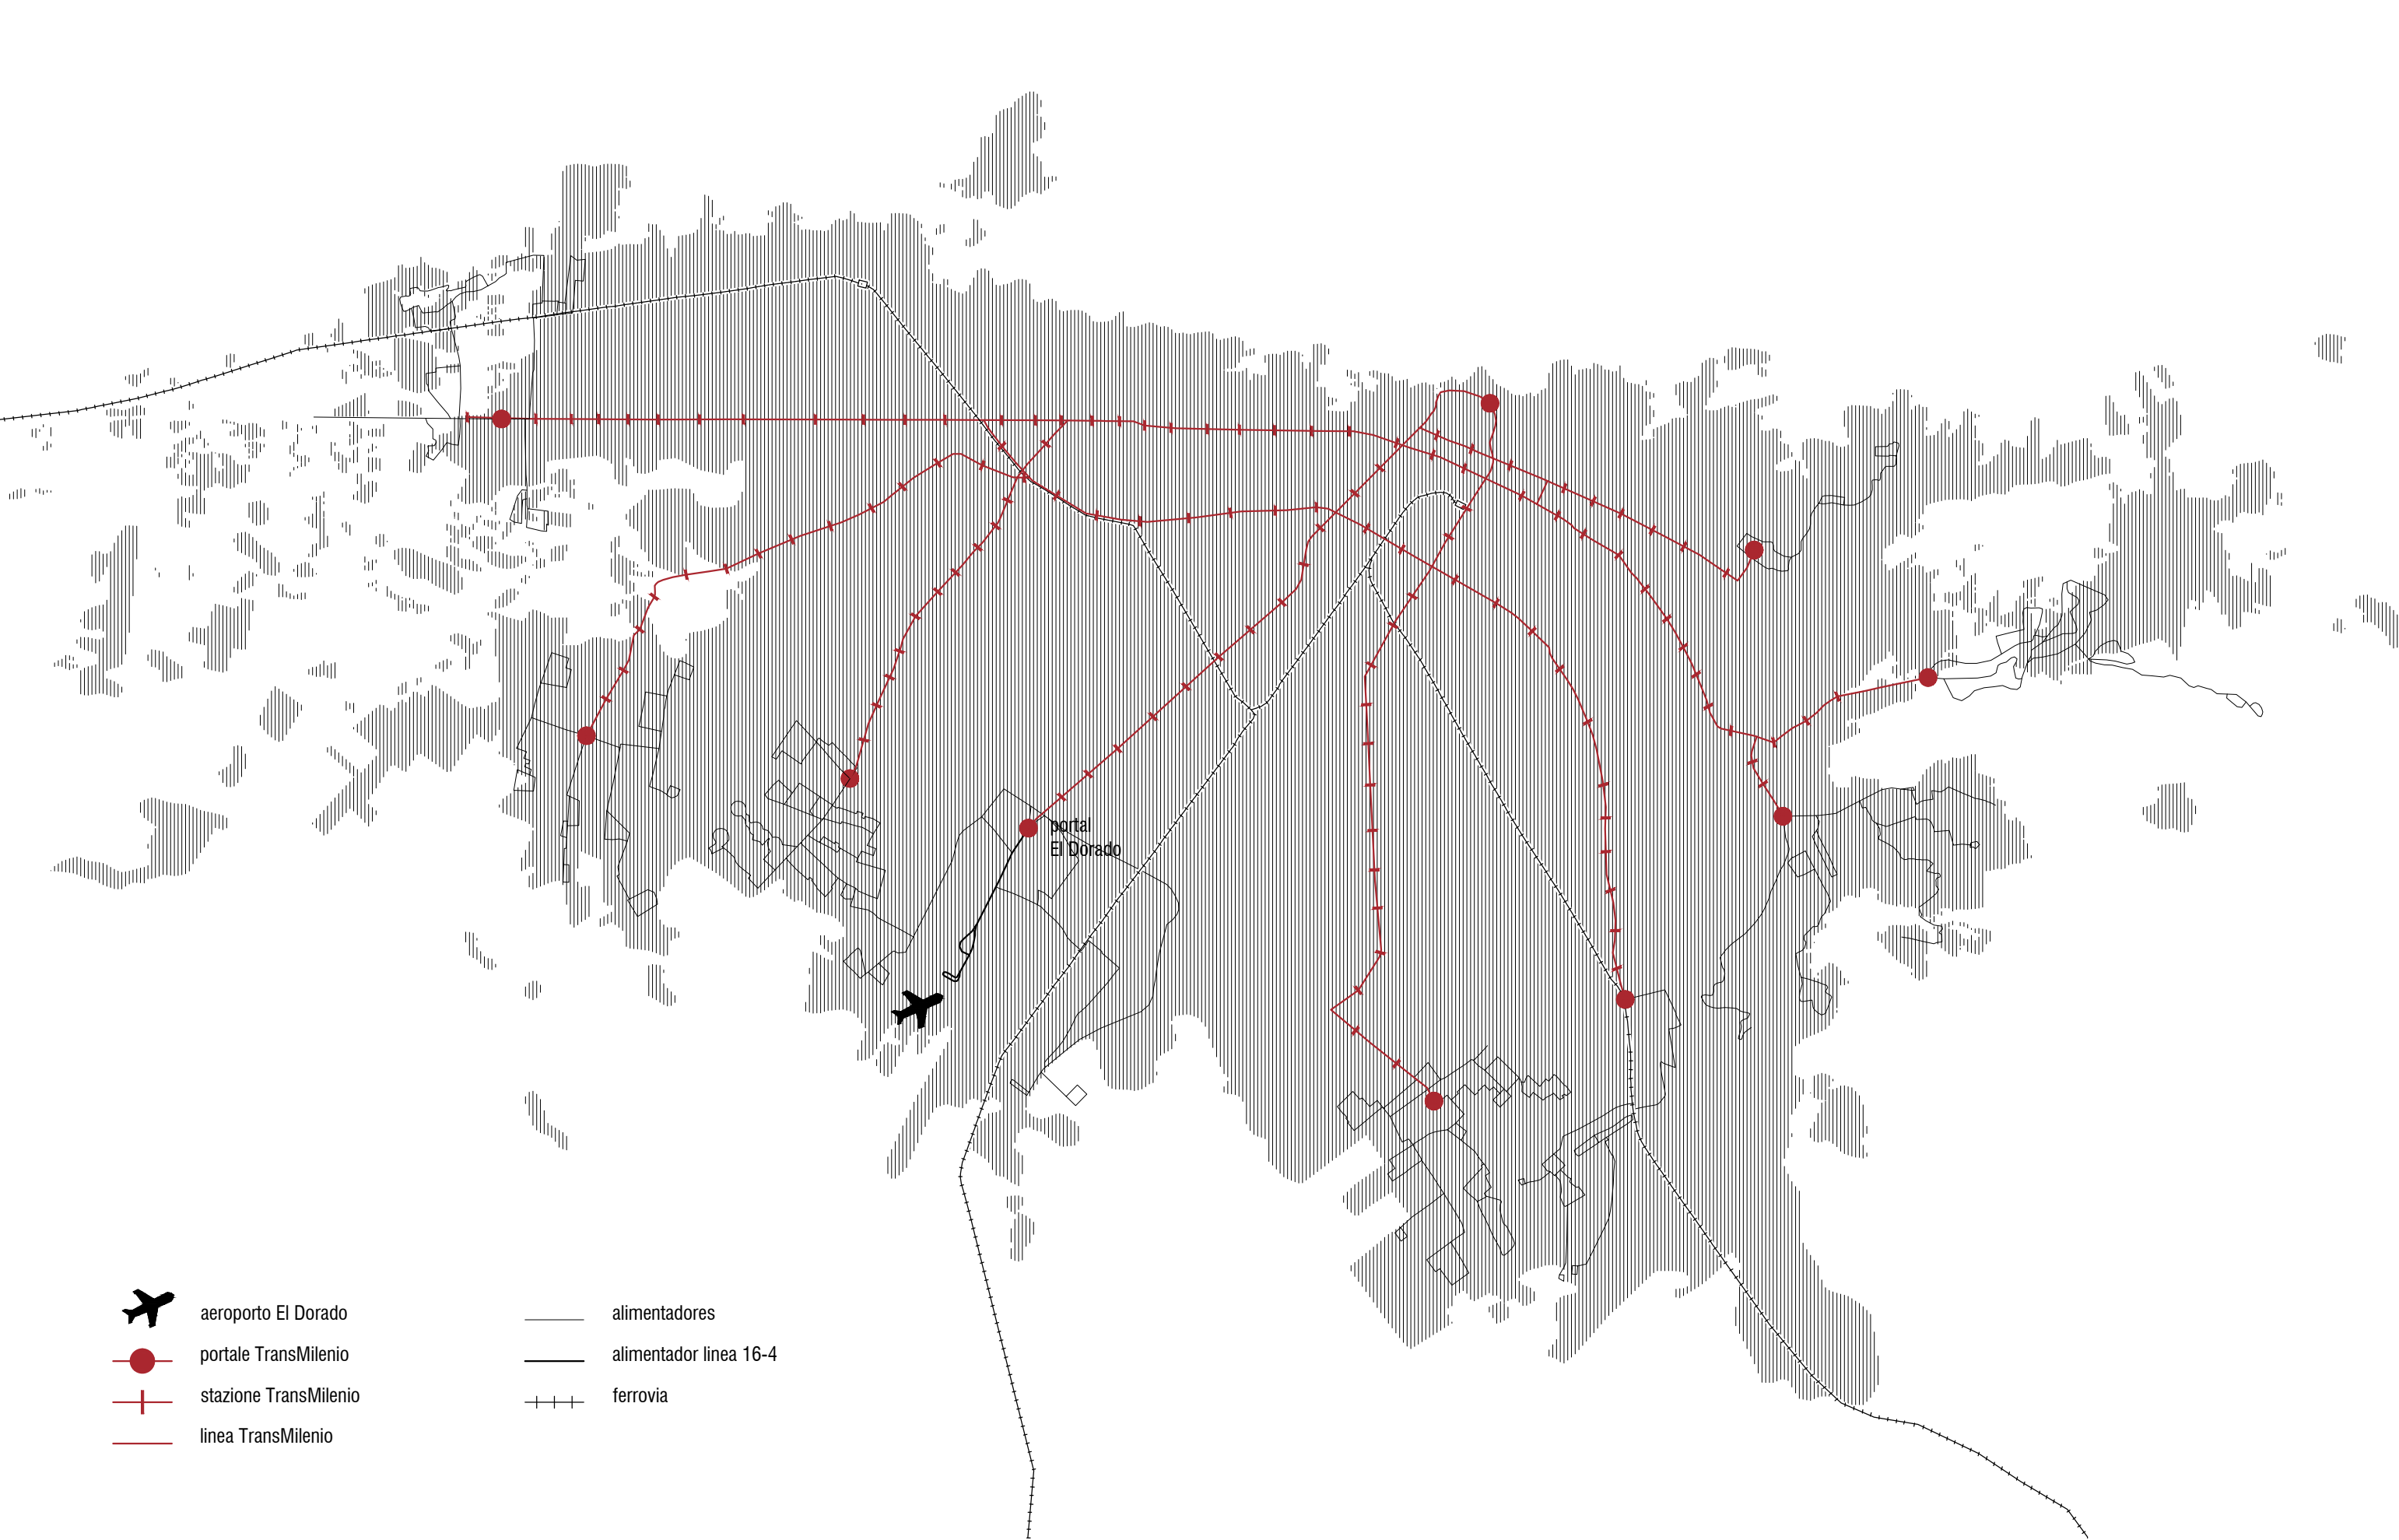 portal
El Dorado
aeroporto El Dorado
portale TransMilenio
stazione TransMilenio
linea TransMilenio
alimentadores
alimentador linea 16-4
ferrovia